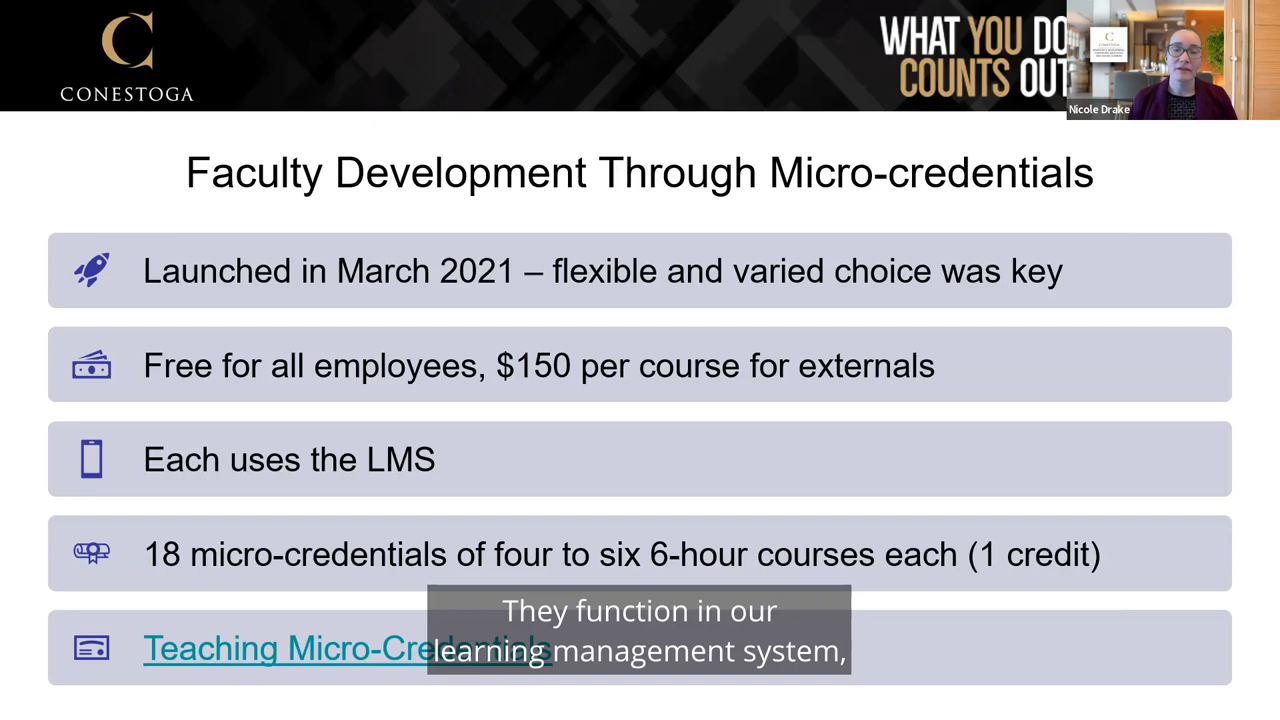 C
CONESTOGA
WHAT YOU DO
COUNTS OUT
Nicole Drake
Faculty Development Through Micro-credentials
Launched in March 2021 – flexible and varied choice was key
Free for all employees, $150 per course for externals
Each uses the LMS
18 micro-credentials of four to six 6-hour courses each (1 credit)
Teaching Micro-Credentials
They function in our
learning management system,